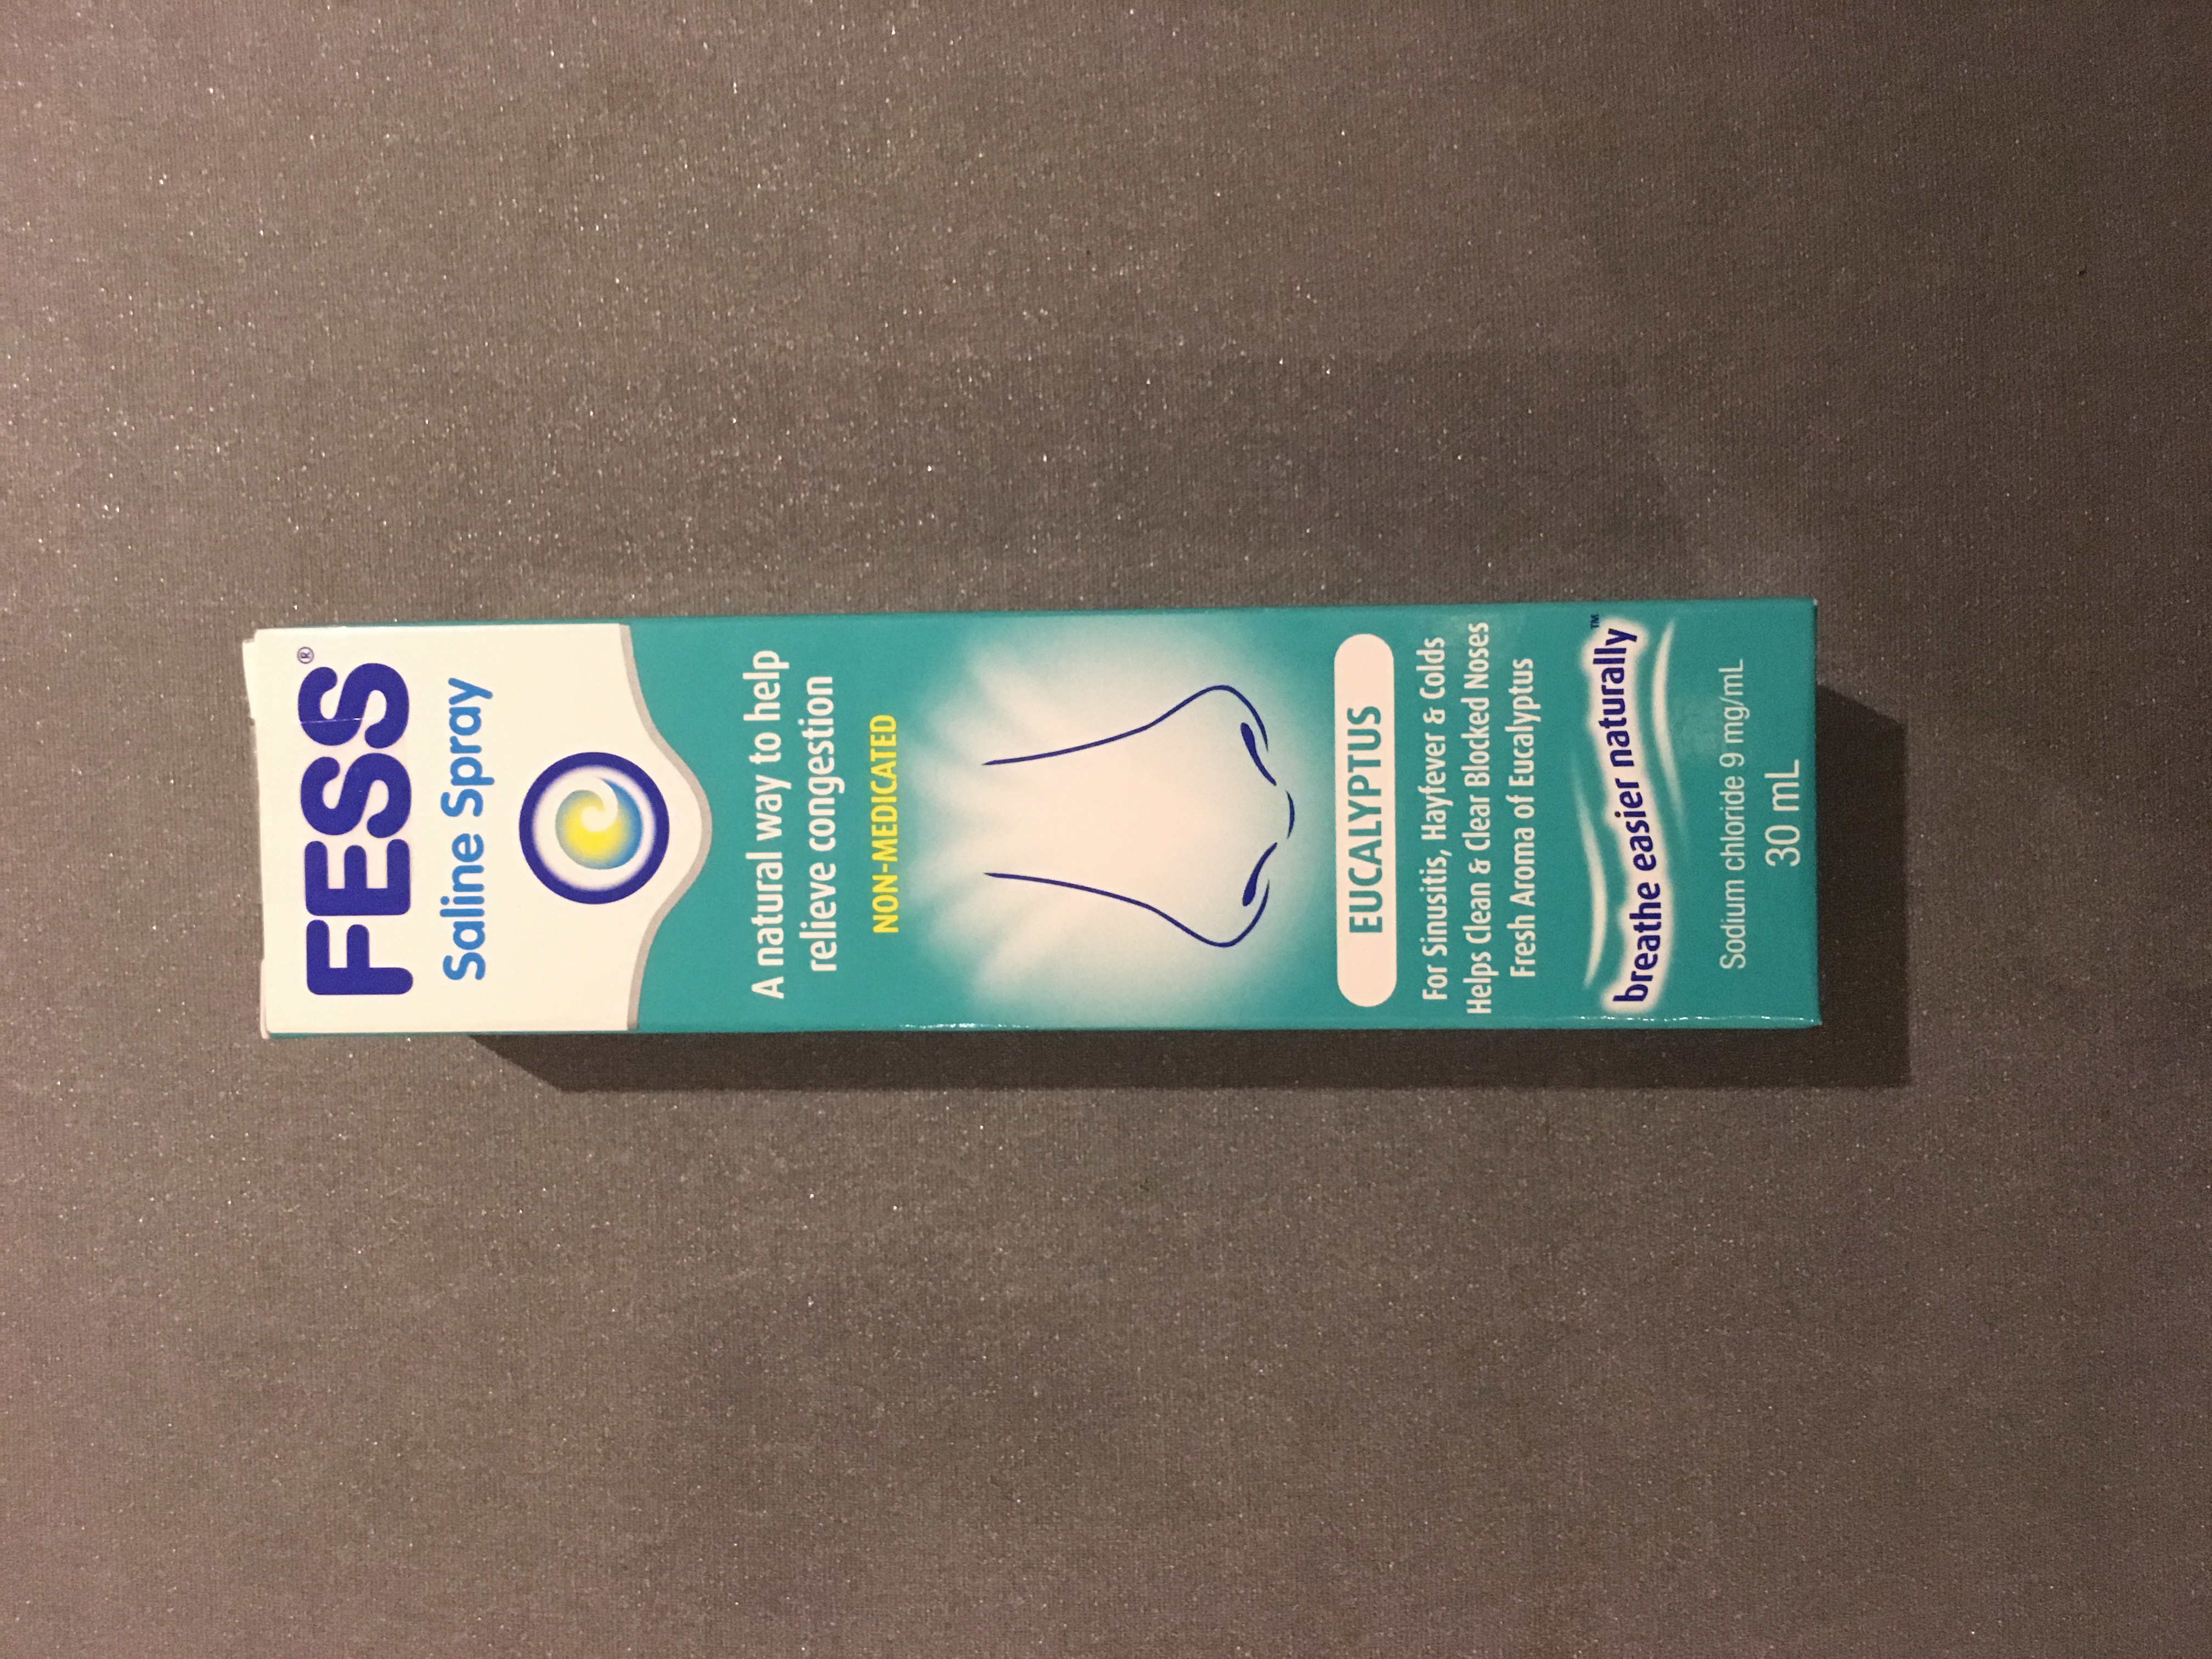 FESS®
Saline Spray
A natural way to help
relieve congestion
NON-MEDICATED
EUCALYPTUS
For Sinusitis, Hayfever & Colds
Helps Clean & Clear Blocked Noses
Fresh Aroma of Eucalyptus
breathe easier naturally™
Sodium chloride 9 mg/mL
30 mL